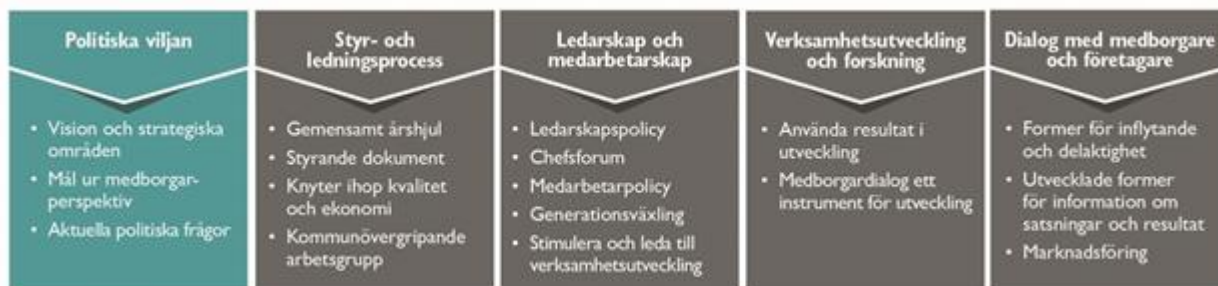 Politiska viljan
• Vision och strategiska
områden
• Mål ur medborgar-
perspektiv
• Aktuella politiska frågor
Styr- och
ledningsprocess
• Gemensamt årshjul
• Styrande dokument
• Knyter ihop kvalitet
och ekonomi
• Kommunövergripande
arbetsgrupp
Ledarskap och
medarbetarskap
• Ledarskapspolicy
• Chefsforum
• Medarbetarpolicy
• Generationsväxling
• Stimulera och leda till
verksamhetsutveckling
Verksamhetsutveckling
och forskning
• Använda resultat i
utveckling
• Medborgardialog ett
instrument för utveckling
Dialog med medborgare
och företagare
• Former för inflytande
och delaktighet
• Utvecklade former
för information om
satsningar och resultat
• Marknadsföring